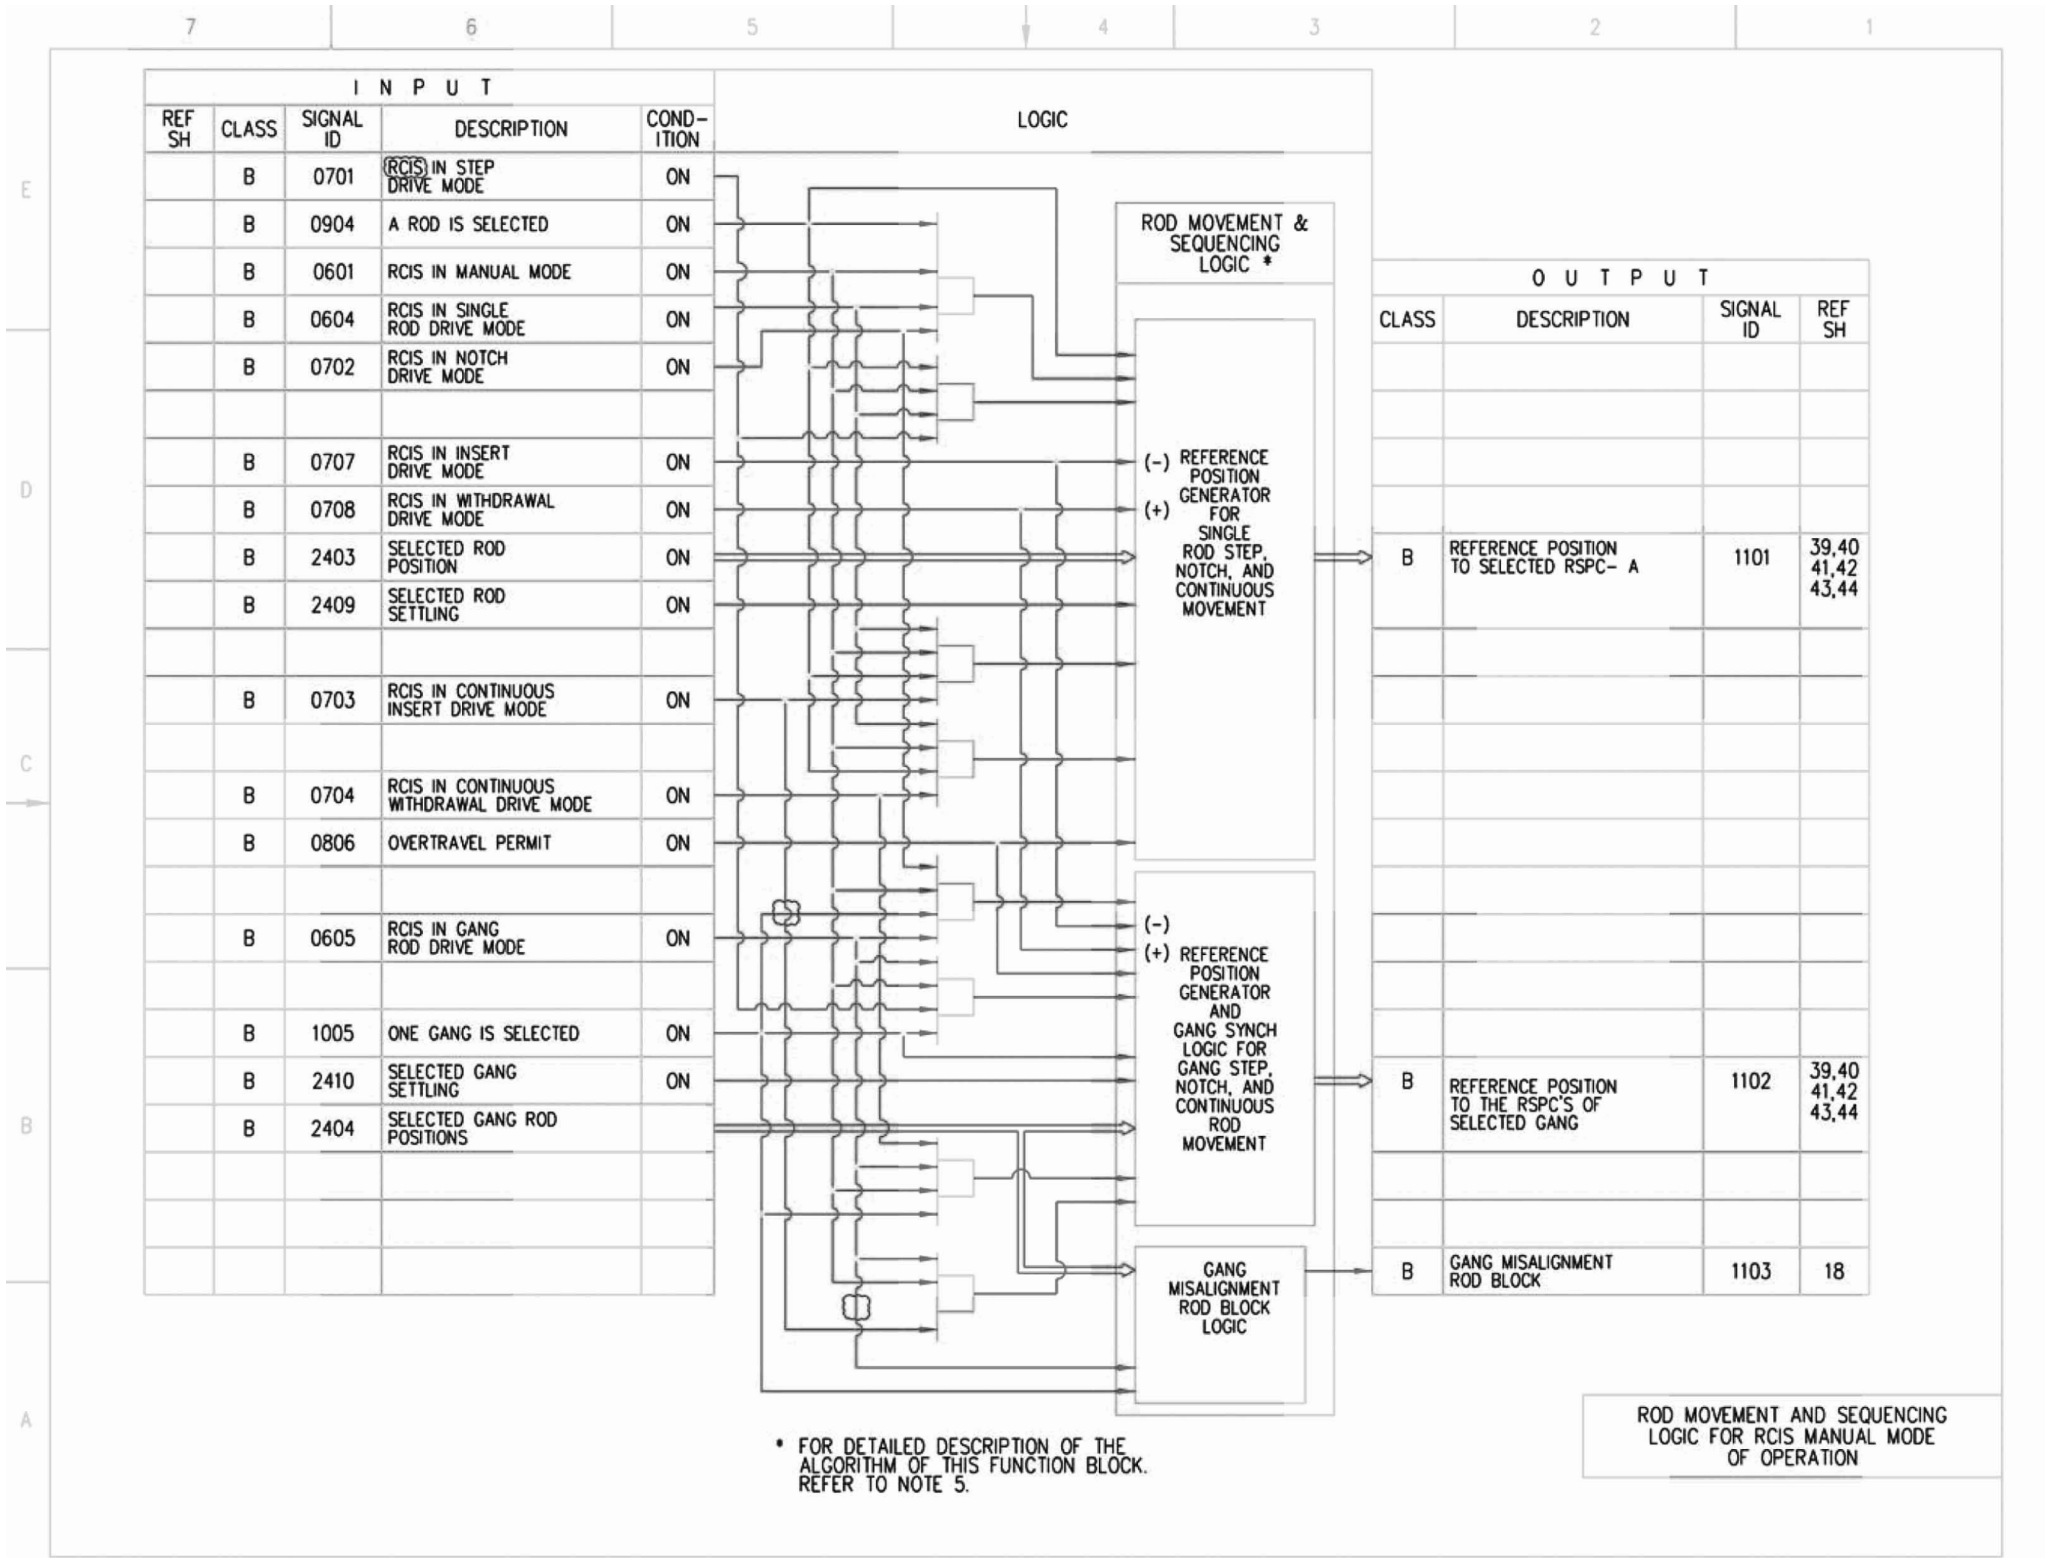 7 6 5 4 3 2 1
I N P U T
REF SH CLASS SIGNAL ID DESCRIPTION COND-ITION
LOGIC
E
B 0701 RCIS IN STEP DRIVE MODE ON
B 0904 A ROD IS SELECTED ON
B 0601 RCIS IN MANUAL MODE ON
B 0604 RCIS IN SINGLE ROD DRIVE MODE ON
B 0702 RCIS IN NOTCH DRIVE MODE ON
D
B 0707 RCIS IN INSERT DRIVE MODE ON
B 0708 RCIS IN WITHDRAWAL DRIVE MODE ON
B 2403 SELECTED ROD POSITION ON
B 2409 SELECTED ROD SETTLING ON
B 0703 RCIS IN CONTINUOUS INSERT DRIVE MODE ON
C
B 0704 RCIS IN CONTINUOUS WITHDRAWAL DRIVE MODE ON
B 0806 OVERTRAVEL PERMIT ON
B 0605 RCIS IN GANG ROD DRIVE MODE ON
B 1005 ONE GANG IS SELECTED ON
B 2410 SELECTED GANG SETTLING ON
B
B 2404 SELECTED GANG ROD POSITIONS
A
ROD MOVEMENT &
SEQUENCING
LOGIC *
(-) REFERENCE
POSITION
GENERATOR
(+) FOR
SINGLE
ROD STEP,
NOTCH, AND
CONTINUOUS
MOVEMENT
(-)
(+) REFERENCE
POSITION
GENERATOR
AND
GANG SYNCH
LOGIC FOR
GANG STEP,
NOTCH, AND
CONTINUOUS
ROD
MOVEMENT
GANG
MISALIGNMENT
ROD BLOCK
LOGIC
O U T P U T
CLASS DESCRIPTION SIGNAL ID REF SH
B REFERENCE POSITION TO SELECTED RSPC- A 1101 39,40 41,42 43,44
B REFERENCE POSITION TO THE RSPC'S OF SELECTED GANG 1102 39,40 41,42 43,44
B GANG MISALIGNMENT ROD BLOCK 1103 18
* FOR DETAILED DESCRIPTION OF THE
ALGORITHM OF THIS FUNCTION BLOCK.
REFER TO NOTE 5.
ROD MOVEMENT AND SEQUENCING
LOGIC FOR RCIS MANUAL MODE
OF OPERATION